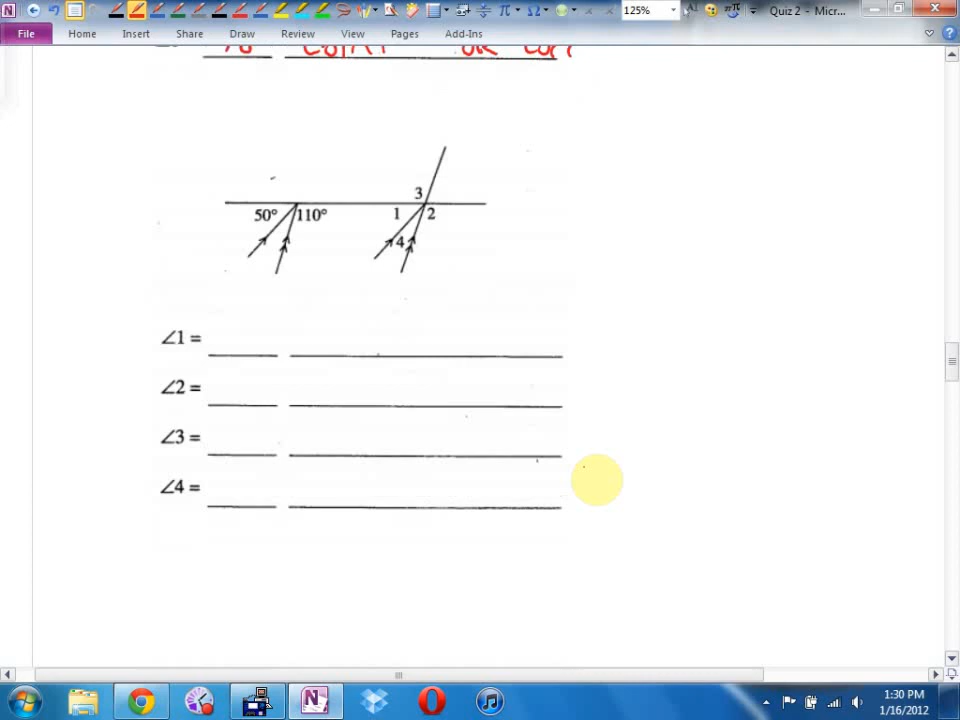 125% Quiz 2 - Micr...
File Home Insert Share Draw Review View Pages Add-Ins
3
50° 110° 1 2
4
∠1 =
∠2 =
∠3 =
∠4 =
1:30 PM
1/16/2012